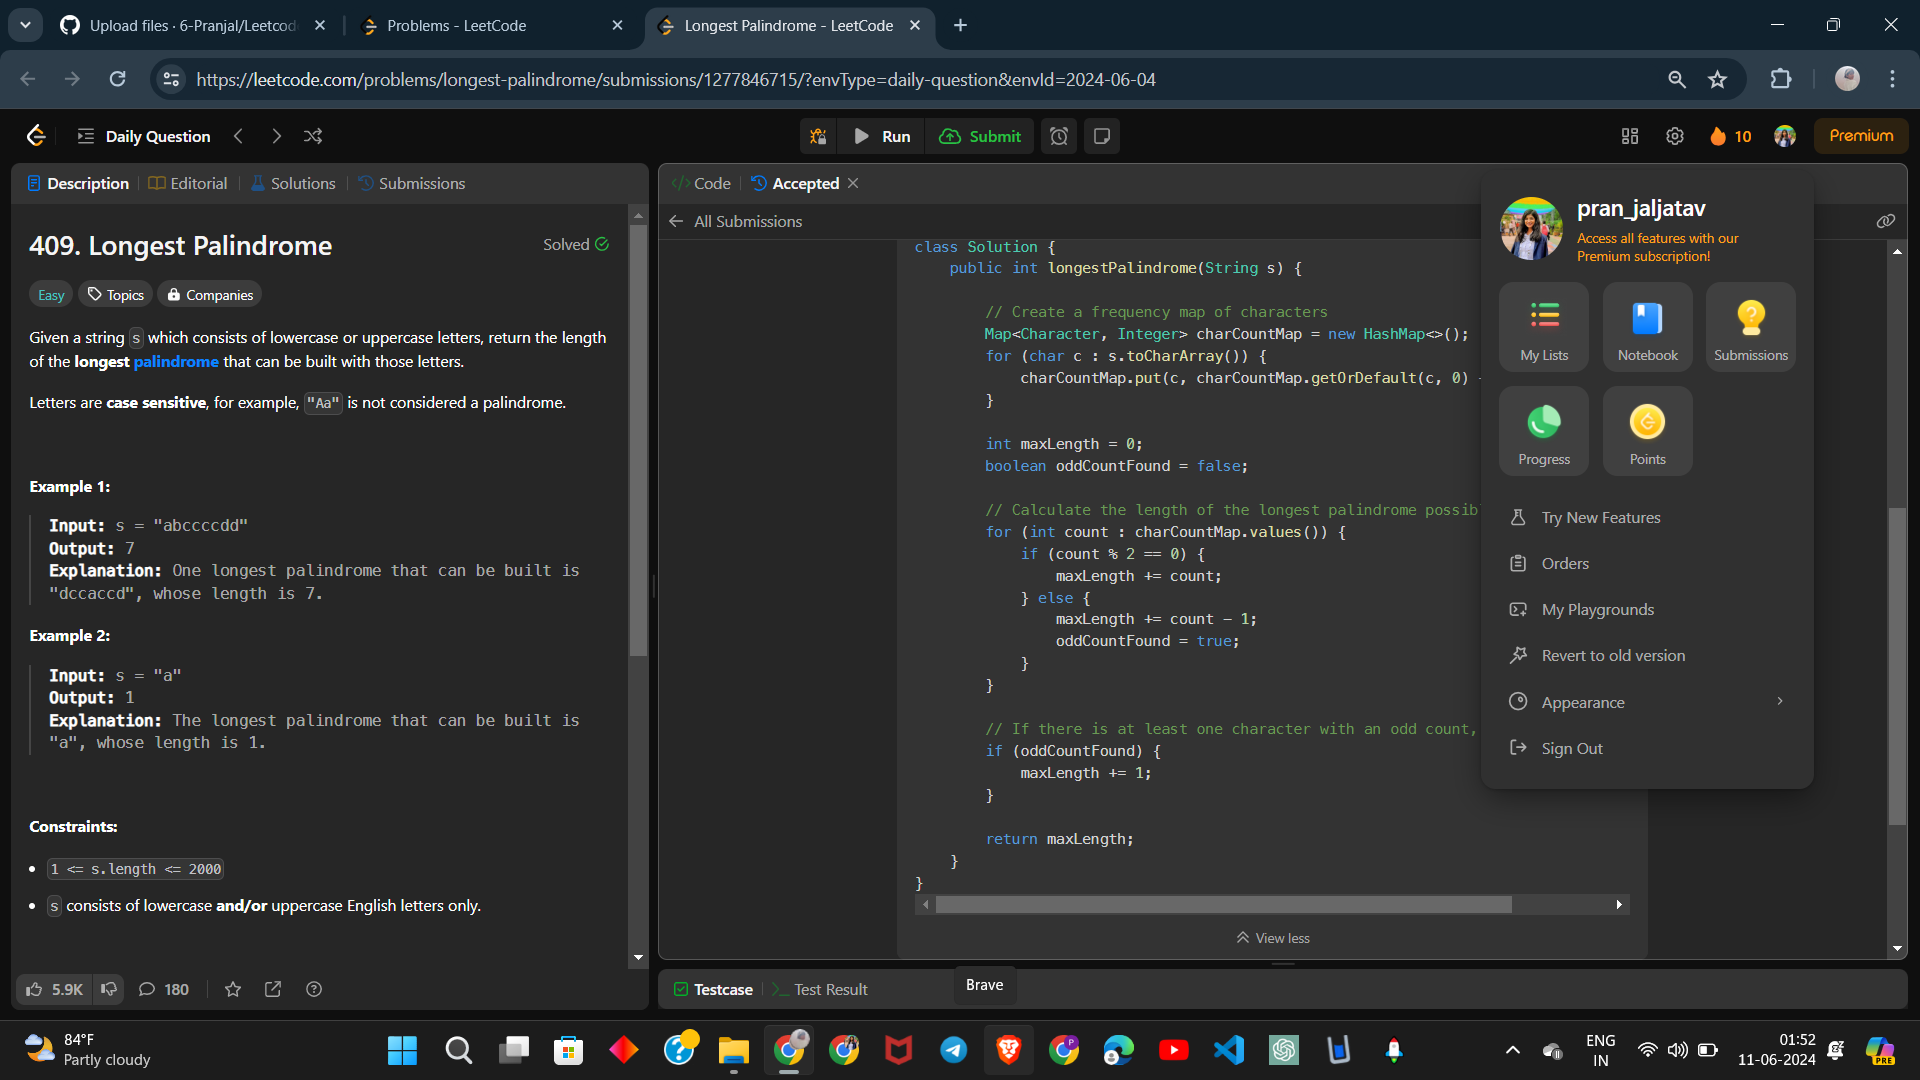 Upload files · 6-Pranjal/Leetcod
Problems - LeetCode
Longest Palindrome - LeetCode
https://leetcode.com/problems/longest-palindrome/submissions/1277846715/?envType=daily-question&envId=2024-06-04
Daily Question
Run
Submit
10
Premium
Description
Editorial
Solutions
Submissions
409. Longest Palindrome
Solved
Easy
Topics
Companies
Given a string s which consists of lowercase or uppercase letters, return the length
of the longest palindrome that can be built with those letters.
Letters are case sensitive, for example, "Aa" is not considered a palindrome.
Example 1:
Input: s = "abccccdd"
Output: 7
Explanation: One longest palindrome that can be built is
"dccaccd", whose length is 7.
Example 2:
Input: s = "a"
Output: 1
Explanation: The longest palindrome that can be built is
"a", whose length is 1.
Constraints:
1 <= s.length <= 2000
s consists of lowercase and/or uppercase English letters only.
5.9K
180
Code
Accepted
All Submissions
class Solution {
public int longestPalindrome(String s) {
// Create a frequency map of characters
Map<Character, Integer> charCountMap = new HashMap<>();
for (char c : s.toCharArray()) {
charCountMap.put(c, charCountMap.getOrDefault(c, 0)
}
int maxLength = 0;
boolean oddCountFound = false;
// Calculate the length of the longest palindrome possib
for (int count : charCountMap.values()) {
if (count % 2 == 0) {
maxLength += count;
} else {
maxLength += count - 1;
oddCountFound = true;
}
}
// If there is at least one character with an odd count,
if (oddCountFound) {
maxLength += 1;
}
return maxLength;
}
}
View less
Testcase
Test Result
Brave
pran_jaljatav
Access all features with our
Premium subscription!
My Lists
Notebook
Submissions
Progress
Points
Try New Features
Orders
My Playgrounds
Revert to old version
Appearance
Sign Out
84°F
Partly cloudy
ENG
IN
01:52
11-06-2024
PRE